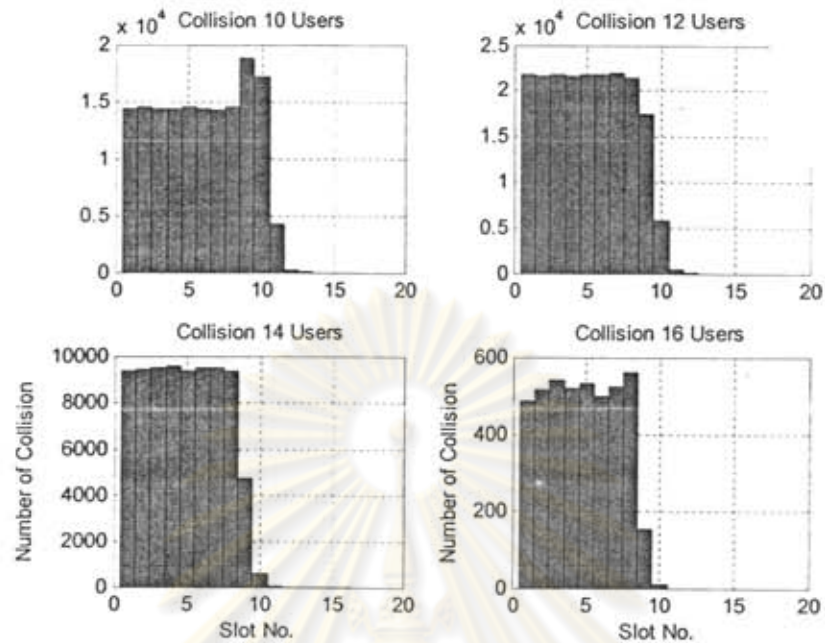 Collision 10 Users
x 10^4
2
1.5
1
0.5
0
0 5 10 15 20
Collision 12 Users
x 10^4
2.5
2
1.5
1
0.5
0
0 5 10 15 20
Collision 14 Users
Number of Collision
10000
8000
6000
4000
2000
0
0 5 10 15 20
Slot No.
Collision 16 Users
Number of Collision
600
400
200
0
0 5 10 15 20
Slot No.